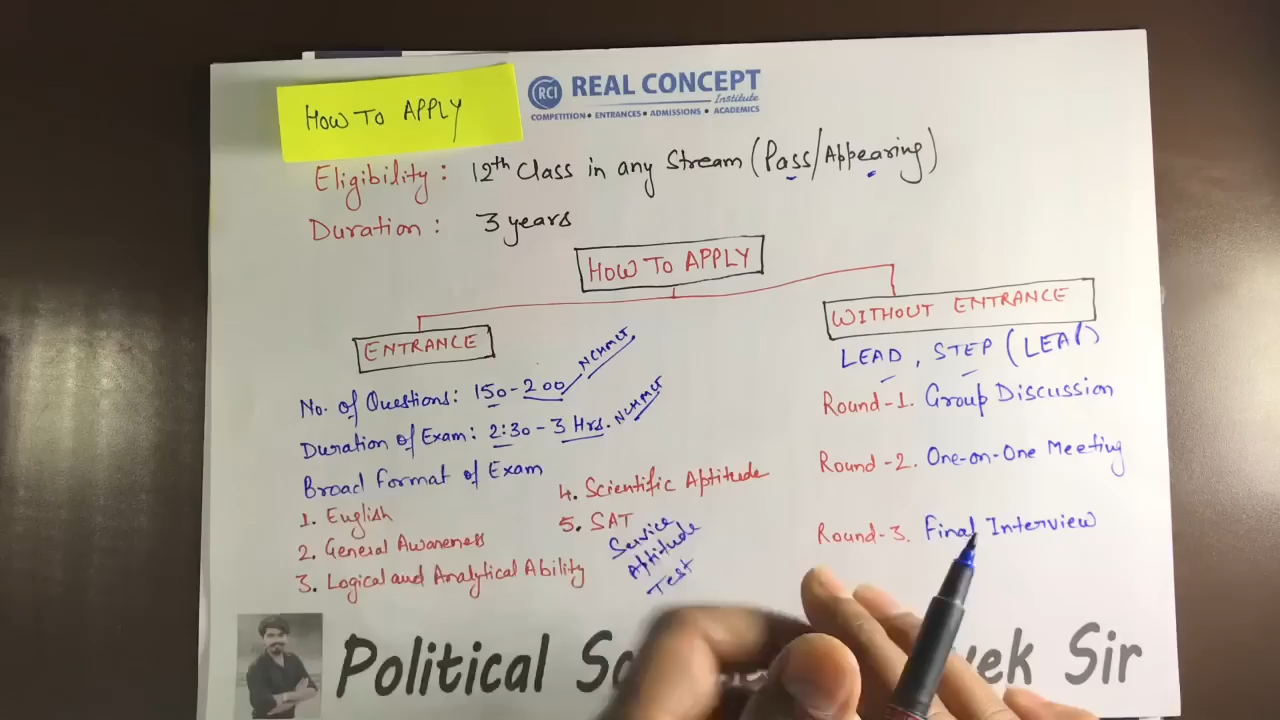 HOW TO APPLY
RCI REAL CONCEPT
Institute
COMPETITION • ENTRANCES • ADMISSIONS • ACADEMICS
Eligibility: 12th Class in any Stream (Pass/Appearing)
Duration: 3 years
HOW TO APPLY
ENTRANCE
No. of Questions: 150-200 NCHMCT
Duration of Exam: 2:30 - 3 Hrs. NCHMCT
Broad Format of Exam
1. English
2. General Awareness
3. Logical and Analytical Ability
4. Scientific Aptitude
5. SAT
Service
Aptitude
Test
WITHOUT ENTRANCE
LEAD, STEP (LEAP)
Round-1. Group Discussion
Round-2. One-on-One Meeting
Round-3. Final Interview
Political Sir